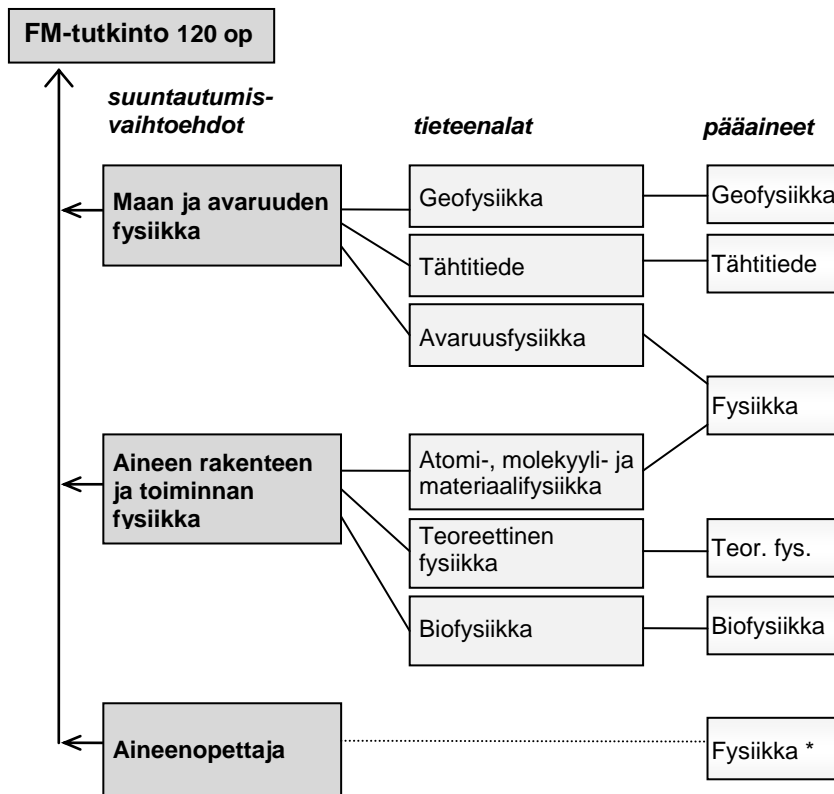 FM-tutkinto 120 op
suuntautumis-
vaihtoehdot
tieteenalat
pääaineet
Maan ja avaruuden
fysiikka
Geofysiikka
Geofysiikka
Tähtitiede
Tähtitiede
Avaruusfysiikka
Fysiikka
Aineen rakenteen
ja toiminnan
fysiikka
Atomi-, molekyyli- ja
materiaalifysiikka
Teoreettinen
fysiikka
Teor. fys.
Biofysiikka
Biofysiikka
Aineenopettaja
Fysiikka *